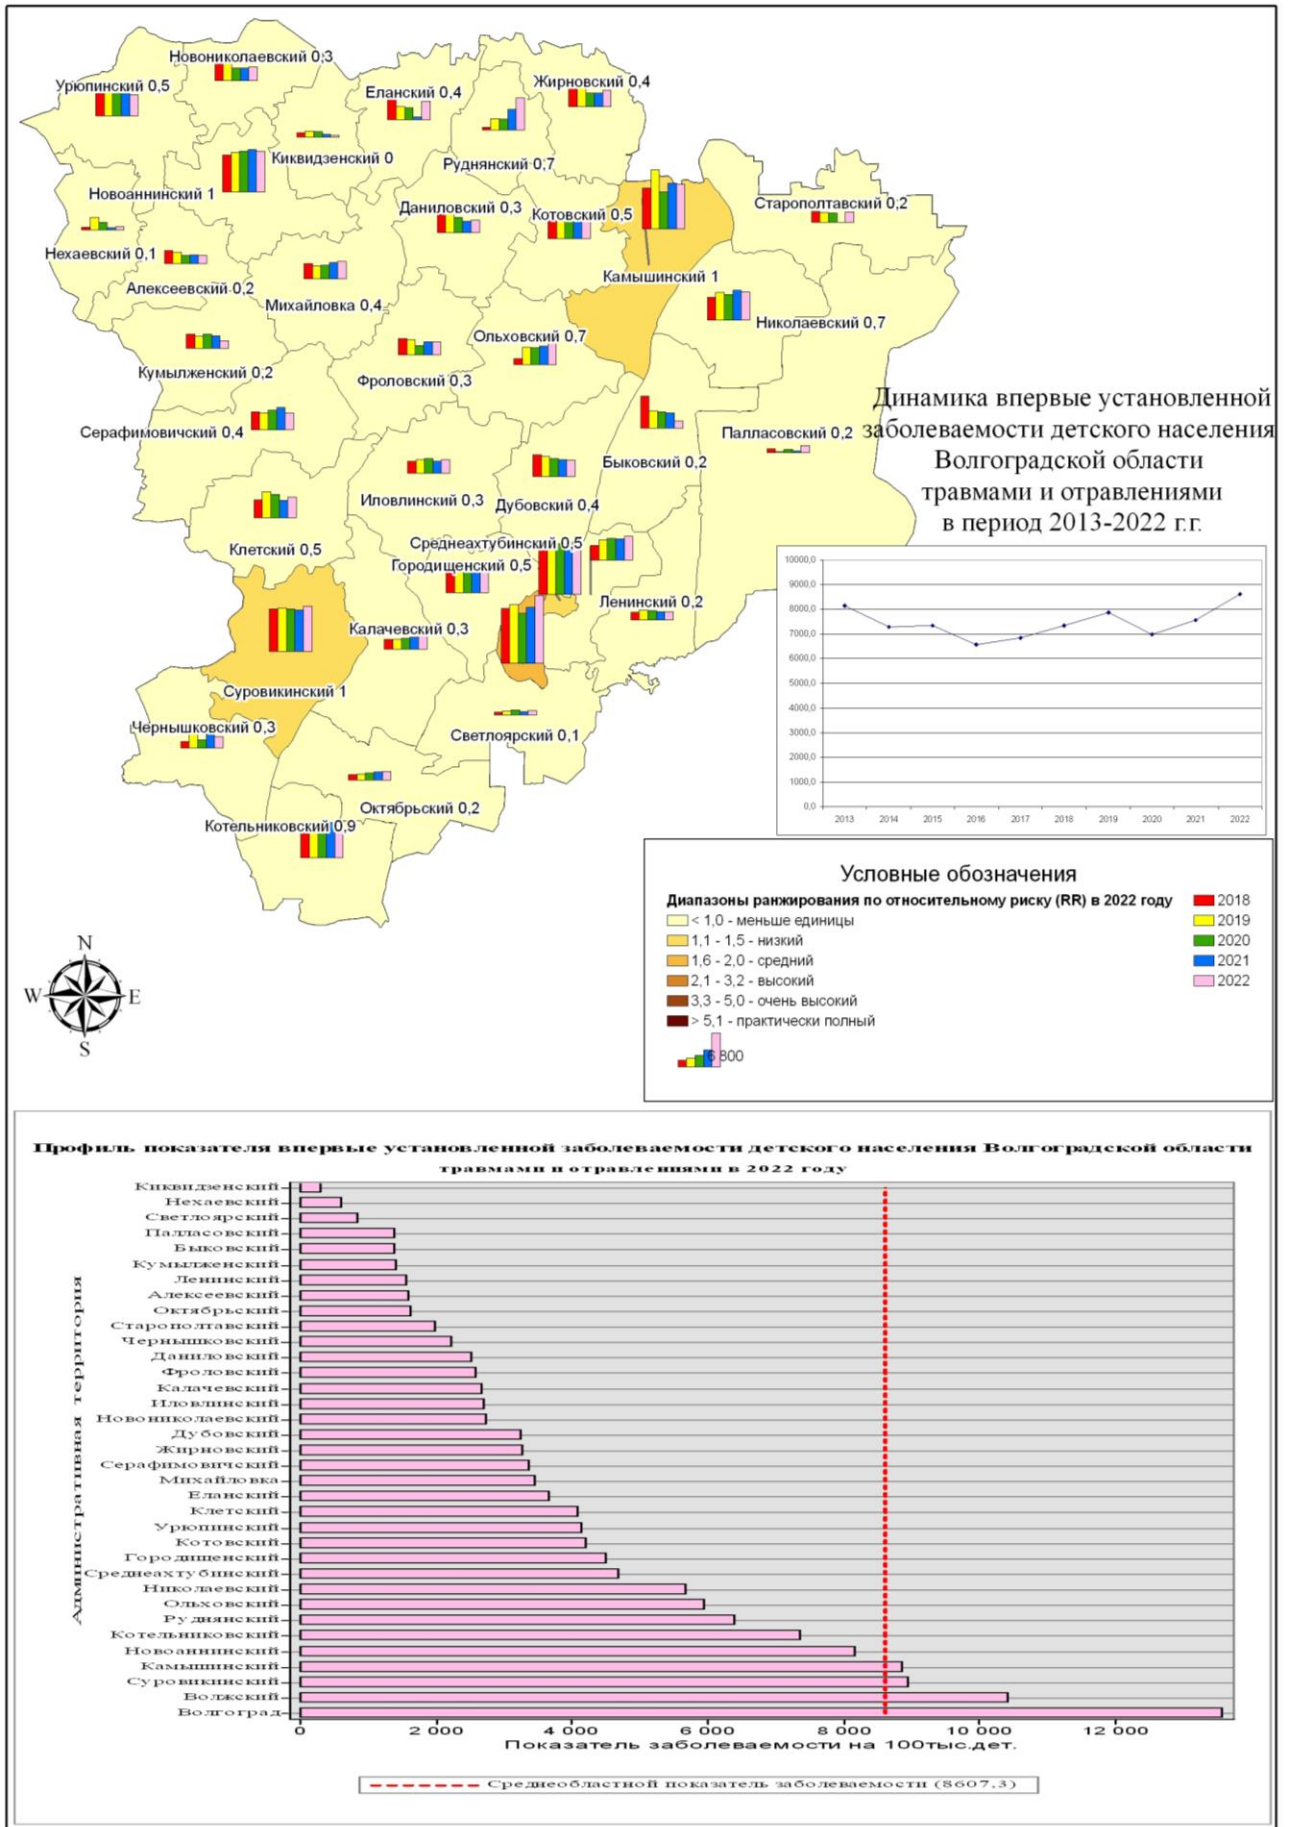 Новониколаевский 0,3
Урюпинский 0,5
Еланский 0,4
Жирновский 0,4
Киквидзенский 0
Руднянский 0,7
Новоаннинский 1
Даниловский 0,3
Котовский 0,5
Старополтавский 0,2
Нехаевский 0,1
Алексеевский 0,2
Михайловка 0,4
Камышинский 1
Николаевский 0,7
Ольховский 0,7
Кумылженский 0,2
Фроловский 0,3
Серафимовичский 0,4
Палласовский 0,2
Быковский 0,2
Иловлинский 0,3
Дубовский 0,4
Клетский 0,5
Среднеахтубинский 0,5
Городищенский 0,5
Ленинский 0,2
Калачевский 0,3
Суровикинский 1
Чернышковский 0,3
Светлоярский 0,1
Октябрьский 0,2
Котельниковский 0,9
Динамика впервые установленной
заболеваемости детского населения
Волгоградской области
травмами и отравлениями
в период 2013-2022 г.г.
10000,0
9000,0
8000,0
7000,0
6000,0
5000,0
4000,0
3000,0
2000,0
1000,0
0,0
2013 2014 2015 2016 2017 2018 2019 2020 2021 2022
Условные обозначения
Диапазоны ранжирования по относительному риску (RR) в 2022 году
< 1,0 - меньше единицы
1,1 - 1,5 - низкий
1,6 - 2,0 - средний
2,1 - 3,2 - высокий
3,3 - 5,0 - очень высокий
> 5,1 - практически полный
6 800
2018
2019
2020
2021
2022
N
W E
S
Профиль показателя впервые установленной заболеваемости детского населения Волгоградской области
травмами и отравлениями в 2022 году
Административная территория
Киквидзенский
Нехаевский
Светлоярский
Палласовский
Быковский
Кумылженский
Ленинский
Алексеевский
Октябрьский
Старополтавский
Чернышковский
Даниловский
Фроловский
Калачевский
Иловлинский
Новониколаевский
Дубовский
Жирновский
Серафимовичский
Михайловка
Еланский
Клетский
Урюпинский
Котовский
Городищенский
Среднеахтубинский
Николаевский
Ольховский
Руднянский
Котельниковский
Новоаннинский
Камышинский
Суровикинский
Волжский
Волгоград
0 2 000 4 000 6 000 8 000 10 000 12 000
Показатель заболеваемости на 100тыс.дет.
Среднеобластной показатель заболеваемости (8607,3)